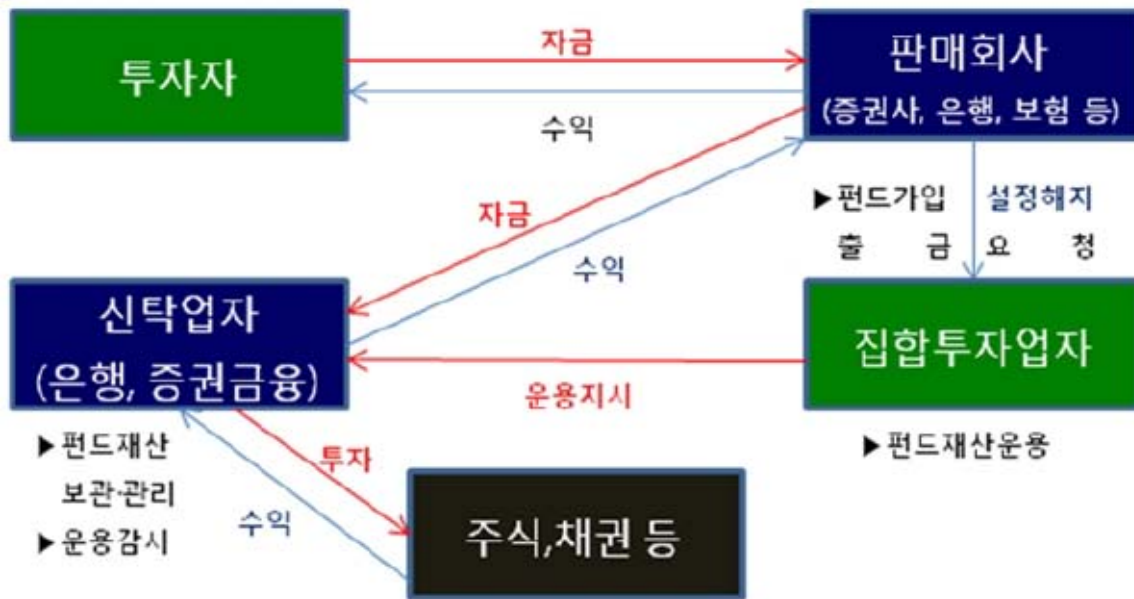 투자자
자금
수익
판매회사
(증권사, 은행, 보험 등)
▶펀드가입 설정해지
출 금 요 청
자금
수익
신탁업자
(은행, 증권금융)
운용지시
집합투자업자
▶펀드재산
보관·관리
▶운용감시
투자
수익
▶펀드재산운용
주식,채권 등